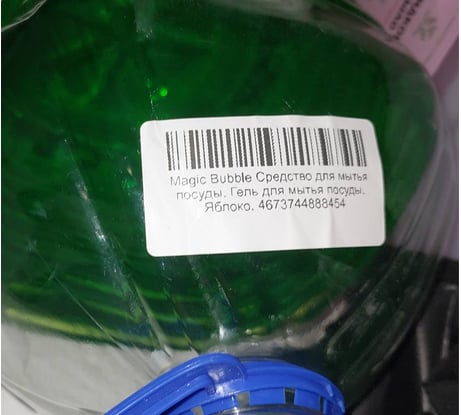 Magic Bubble Средство для мытья
посуды, Гель для мытья посуды,
Яблоко, 4673744888454